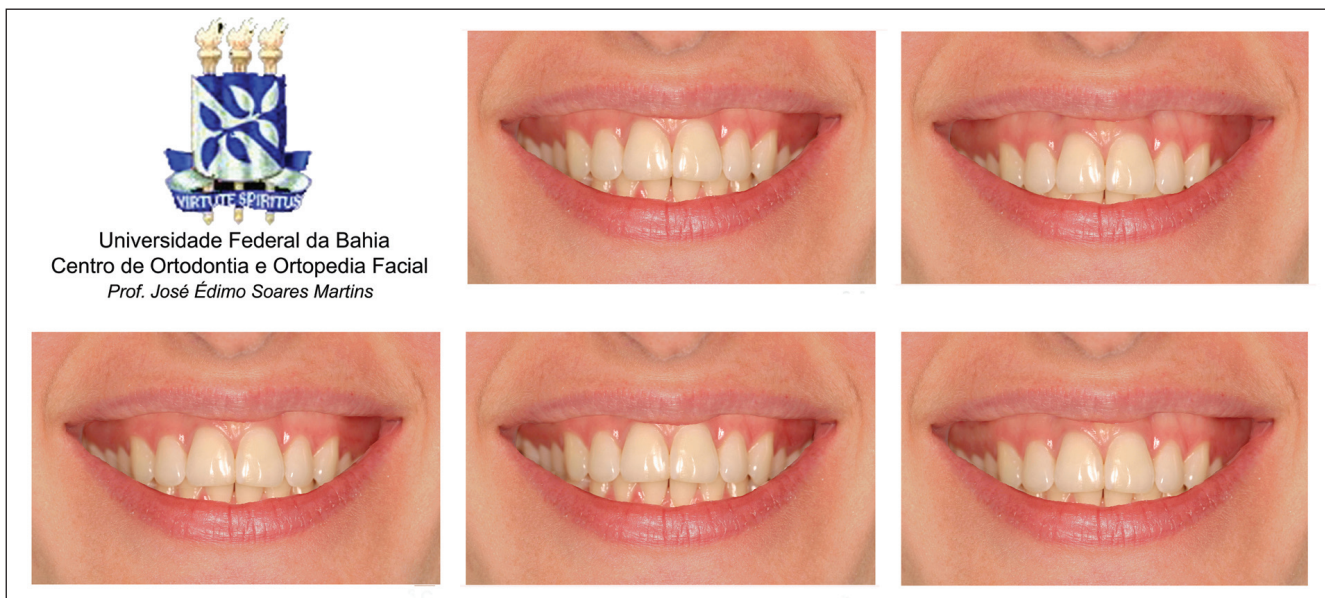 VIRTUTE SPIRITUS
Universidade Federal da Bahia
Centro de Ortodontia e Ortopedia Facial
Prof. José Édimo Soares Martins